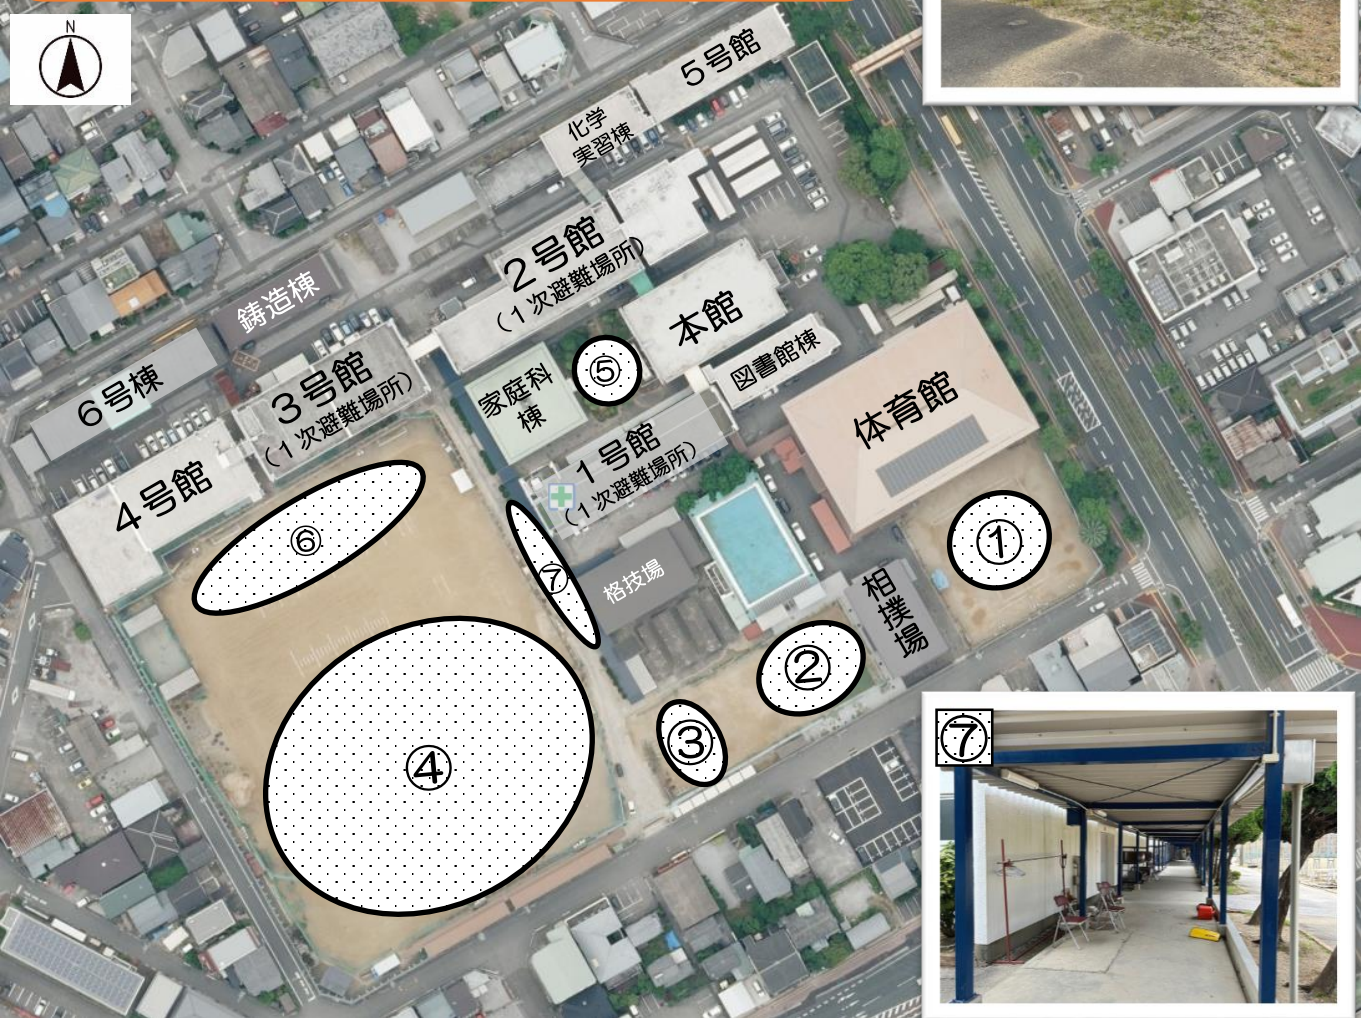 N
5号館
化学
実習棟
2号館
(1次避難場所)
鋳造棟
本館
図書館棟
6号棟
3号館
(1次避難場所)
⑤
家庭科
棟
体育館
1号館
(1次避難場所)
4号館
⑥
①
⑦
格技場
相撲場
②
③
④
⑦